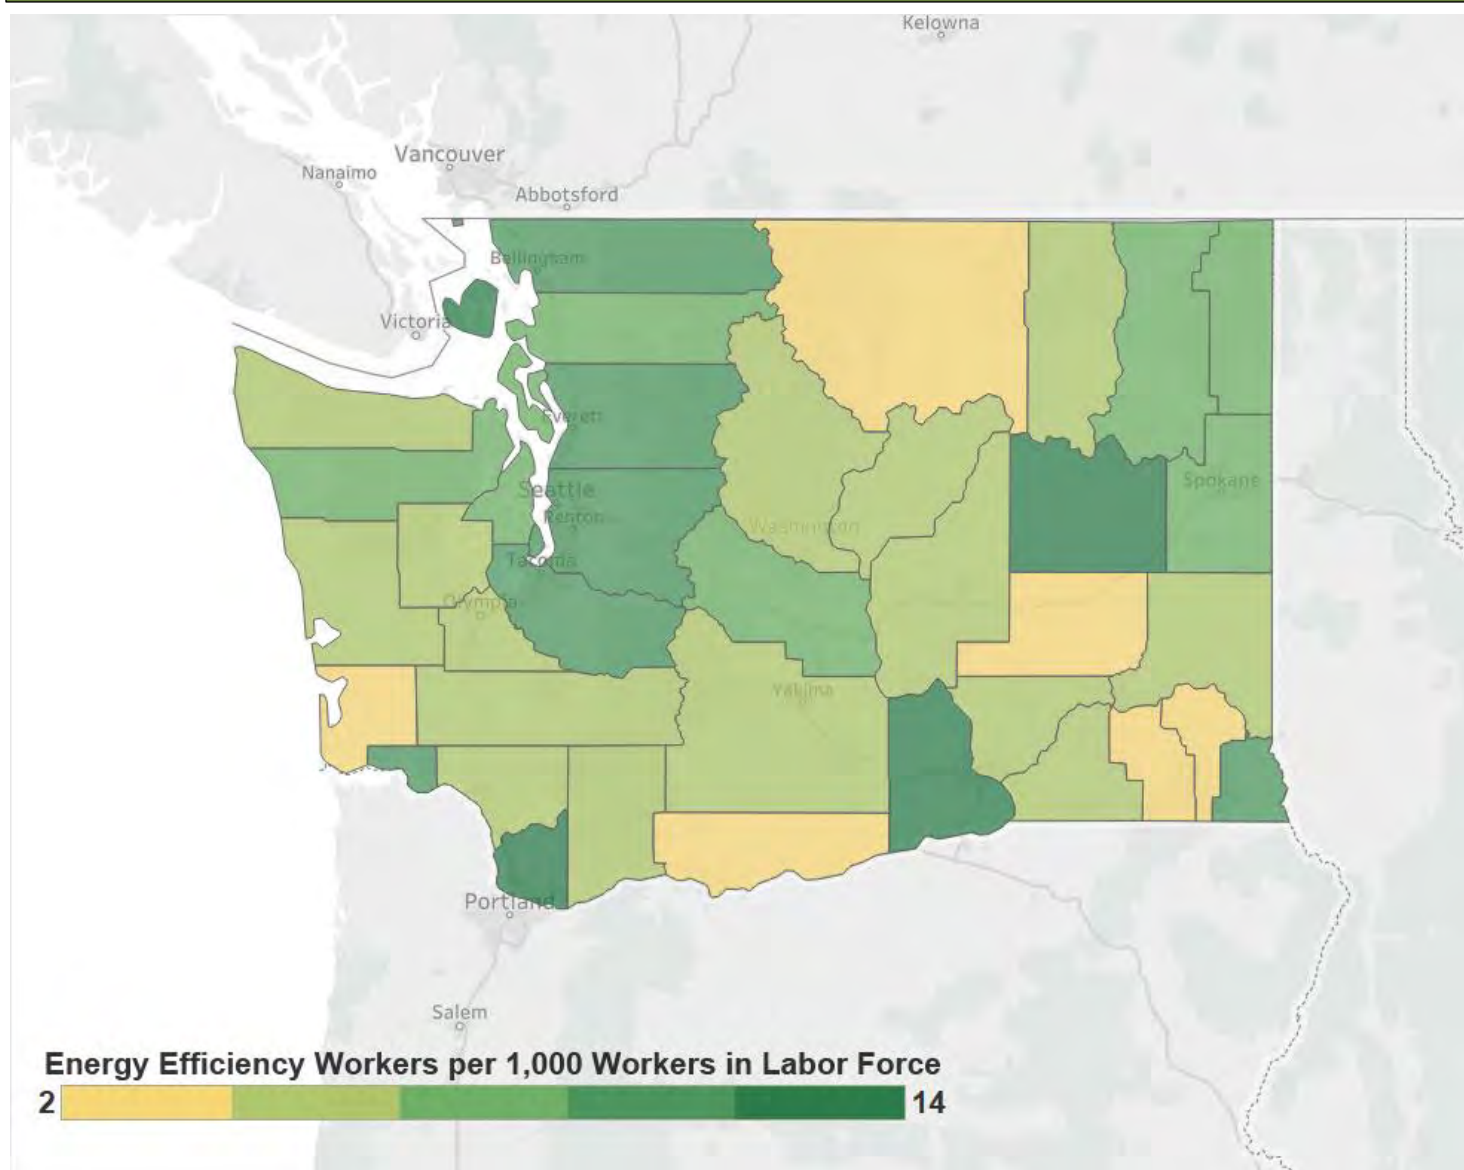 Kelowna
Vancouver
Nanaimo
Abbotsford
Bellingham
Victoria
Everett
Seattle
Spokane
Renton
Washington
Tacoma
Olympia
Yakima
Portland
Salem
Energy Efficiency Workers per 1,000 Workers in Labor Force
2 14